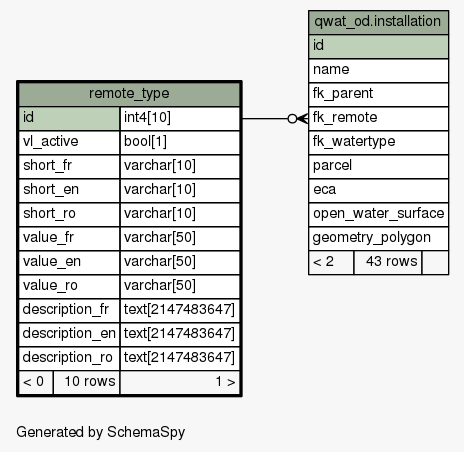 qwat_od.installation
id
name
fk_parent
fk_remote
fk_watertype
parcel
eca
open_water_surface
geometry_polygon
< 2 43 rows
remote_type
id int4[10]
vl_active bool[1]
short_fr varchar[10]
short_en varchar[10]
short_ro varchar[10]
value_fr varchar[50]
value_en varchar[50]
value_ro varchar[50]
description_fr text[2147483647]
description_en text[2147483647]
description_ro text[2147483647]
< 0 10 rows 1 >
Generated by SchemaSpy